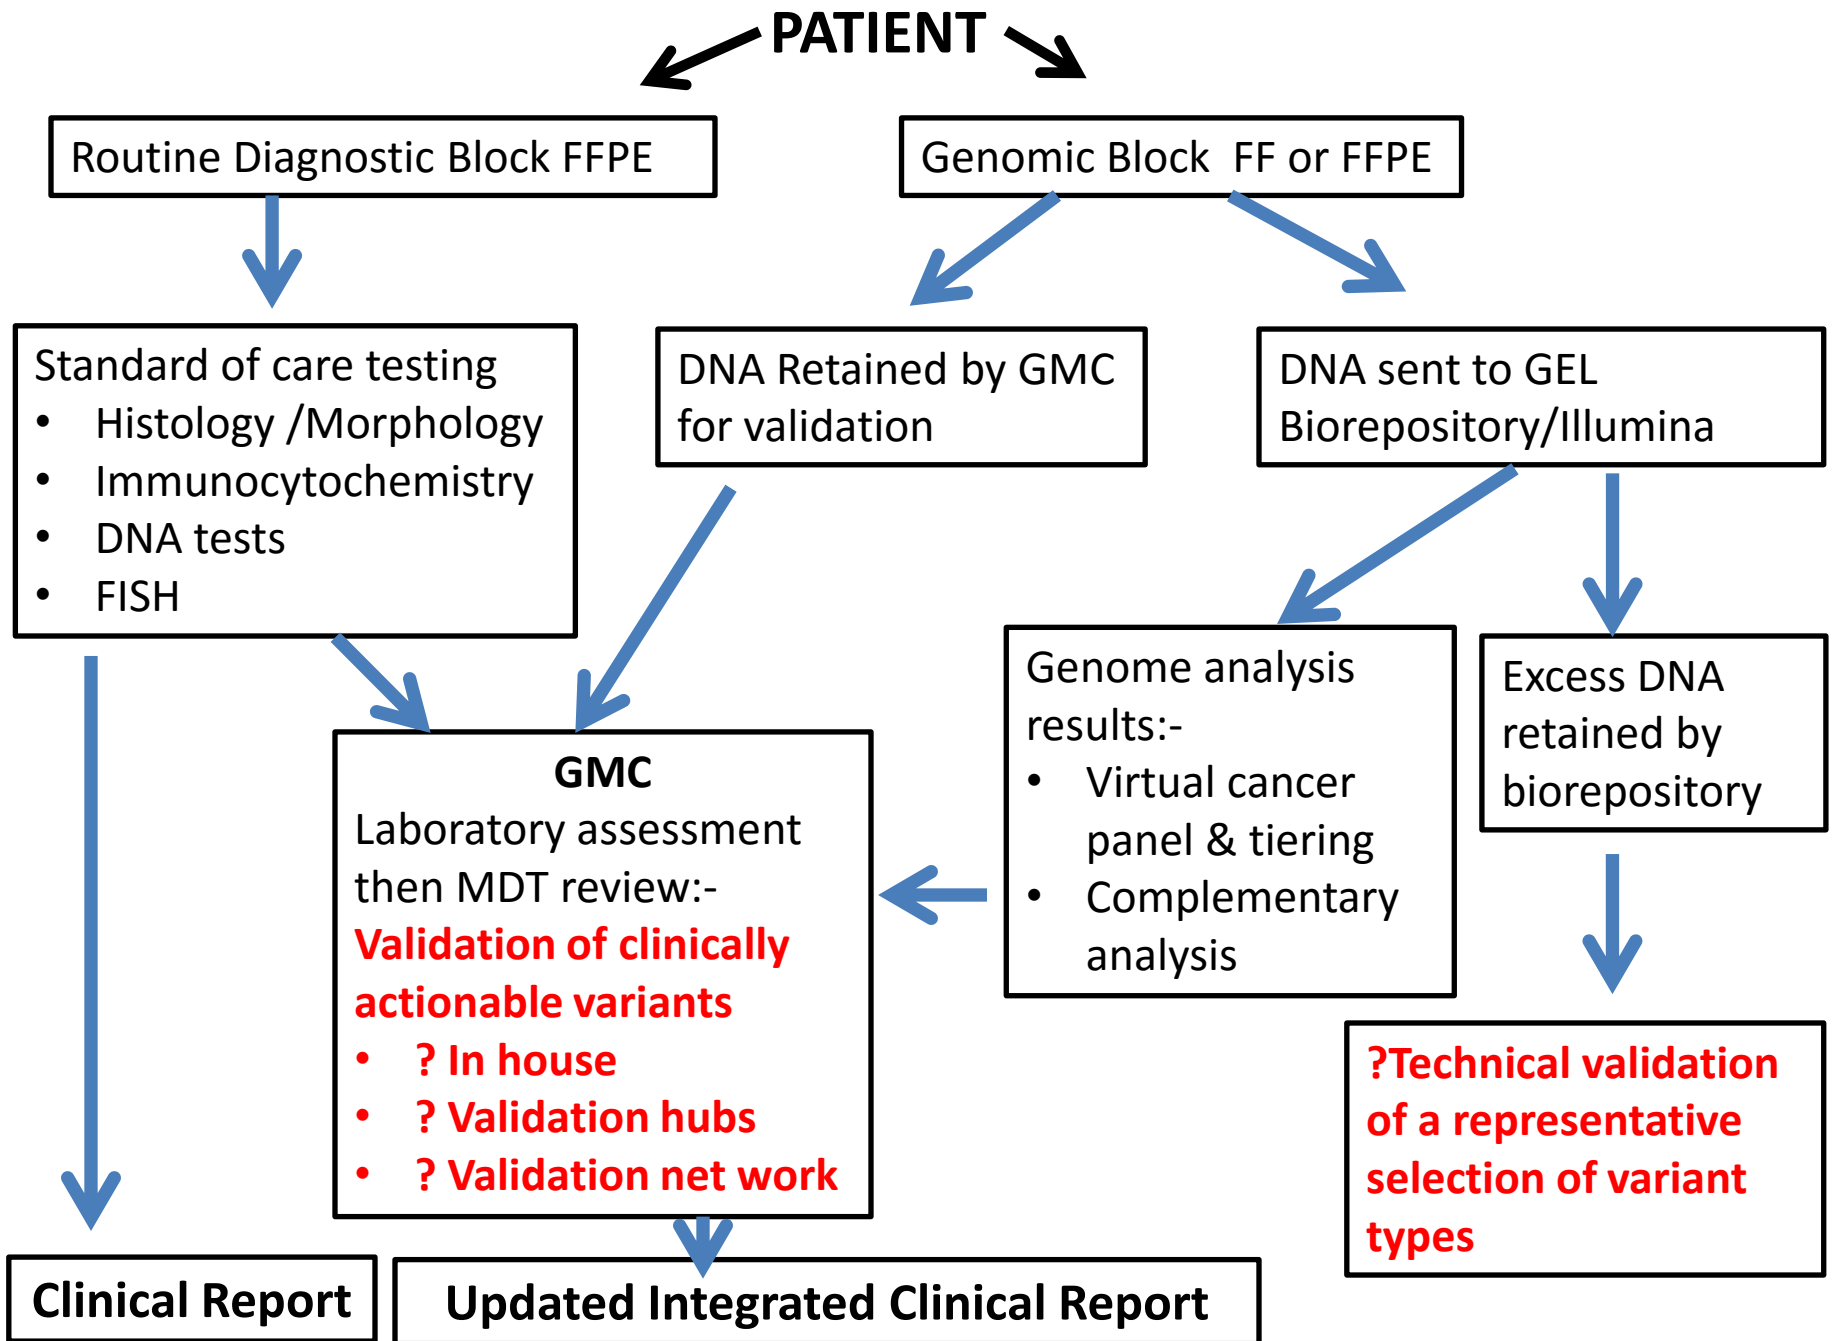 PATIENT
Routine Diagnostic Block FFPE
Genomic Block  FF or FFPE
Standard of care testing
• Histology /Morphology
• Immunocytochemistry
• DNA tests
• FISH
DNA Retained by GMC
for validation
DNA sent to GEL
Biorepository/Illumina
GMC
Laboratory assessment
then MDT review:-
Validation of clinically
actionable variants
• ? In house
• ? Validation hubs
• ? Validation net work
Genome analysis
results:-
• Virtual cancer
panel & tiering
• Complementary
analysis
Excess DNA
retained by
biorepository
?Technical validation
of a representative
selection of variant
types
Clinical Report
Updated Integrated Clinical Report